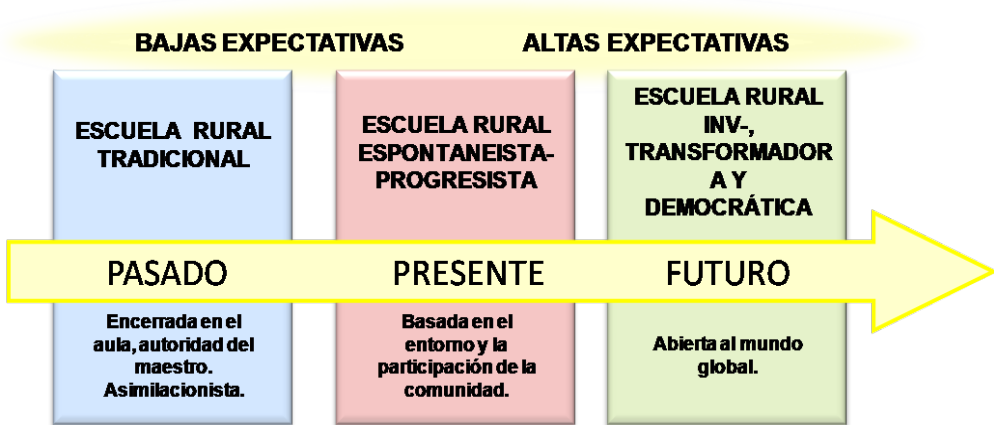 BAJAS EXPECTATIVAS
ALTAS EXPECTATIVAS
ESCUELA RURAL
TRADICIONAL
ESCUELA RURAL
ESPONTANEISTA-
PROGRESISTA
ESCUELA RURAL
INV-,
TRANSFORMADOR
A Y
DEMOCRÁTICA
PASADO
PRESENTE
FUTURO
Encerrada en el
aula, autoridad del
maestro.
Asimilacionista.
Basada en el
entorno y la
participación de la
comunidad.
Abierta al mundo
global.